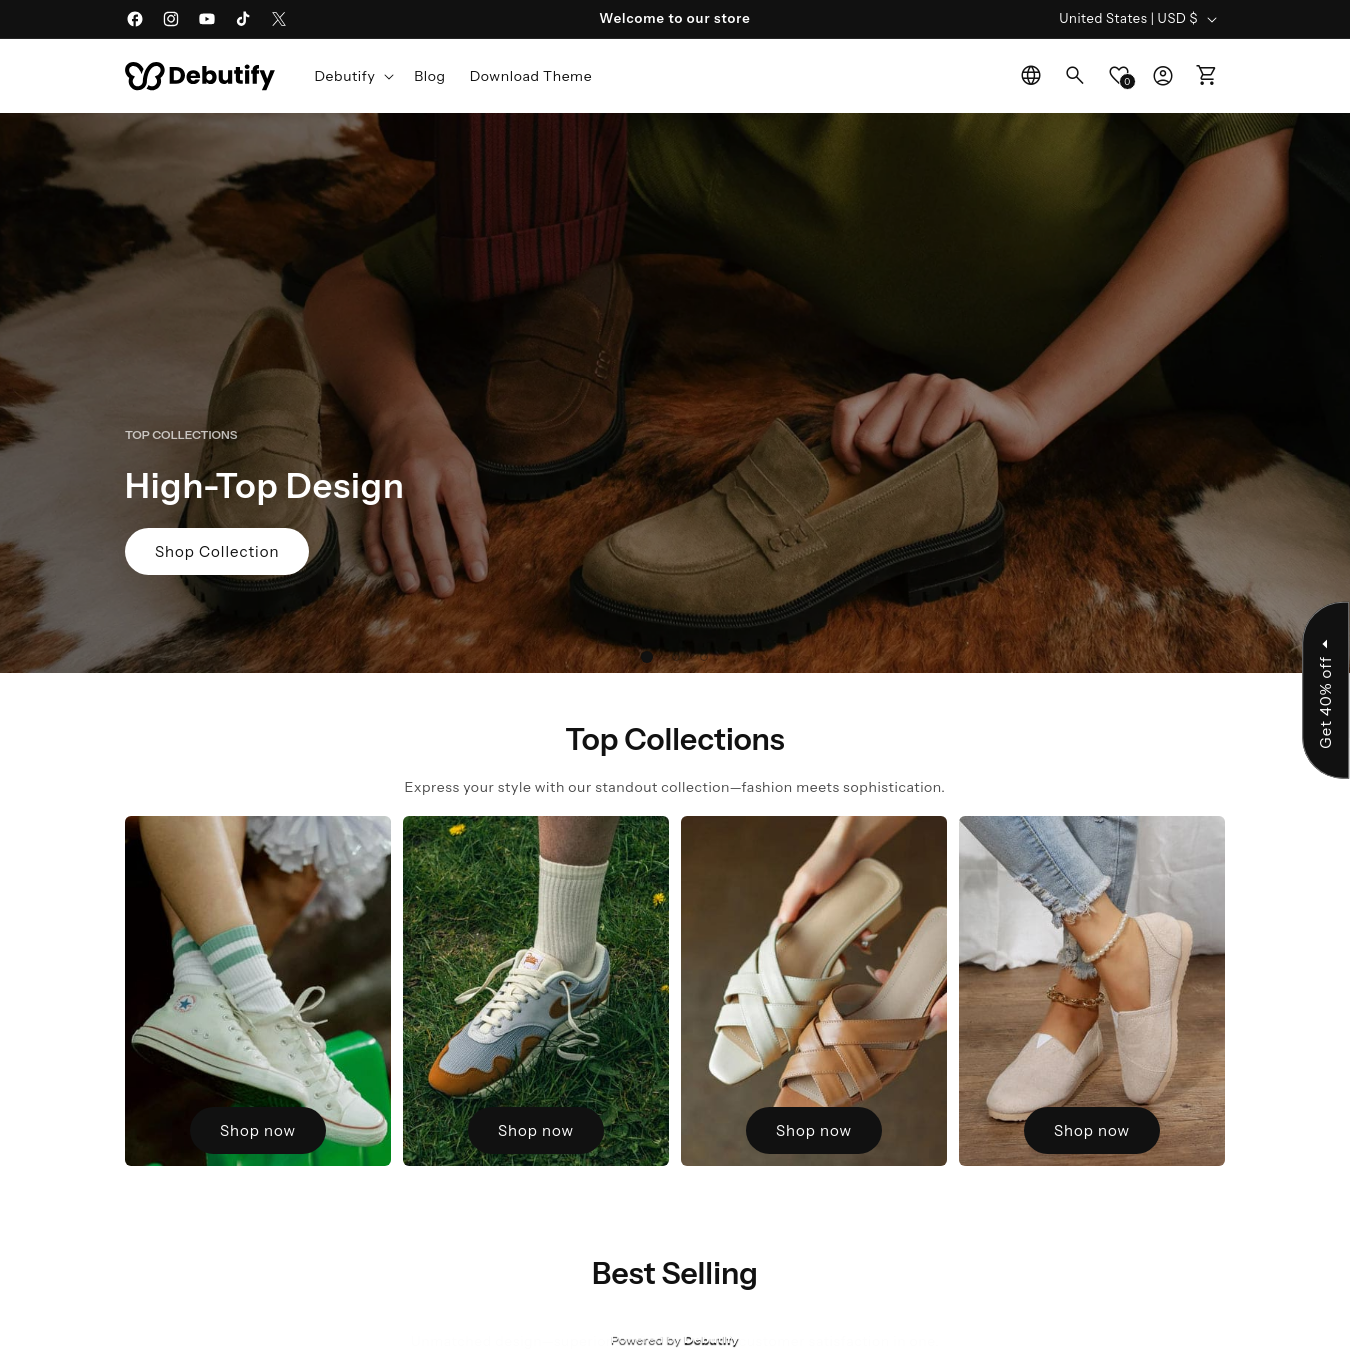 Welcome to our store
United States | USD $
Debutify
Debutify
Blog
Download Theme
0
TOP COLLECTIONS
High-Top Design
Shop Collection
Get 40% off
Top Collections
Express your style with our standout collection—fashion meets sophistication.
Shop now
Shop now
Shop now
Shop now
Best Selling
Powered by Debutify